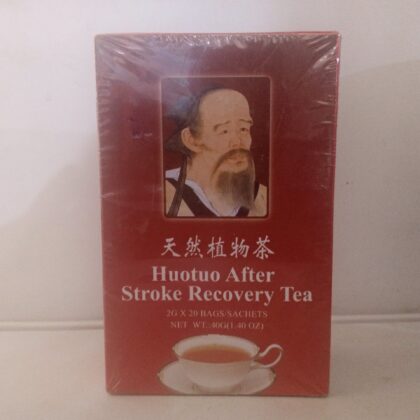 天然植物茶
Huotuo After
Stroke Recovery Tea
2G X 20 BAGS/SACHETS
NET WT.:40G(1.40 OZ)